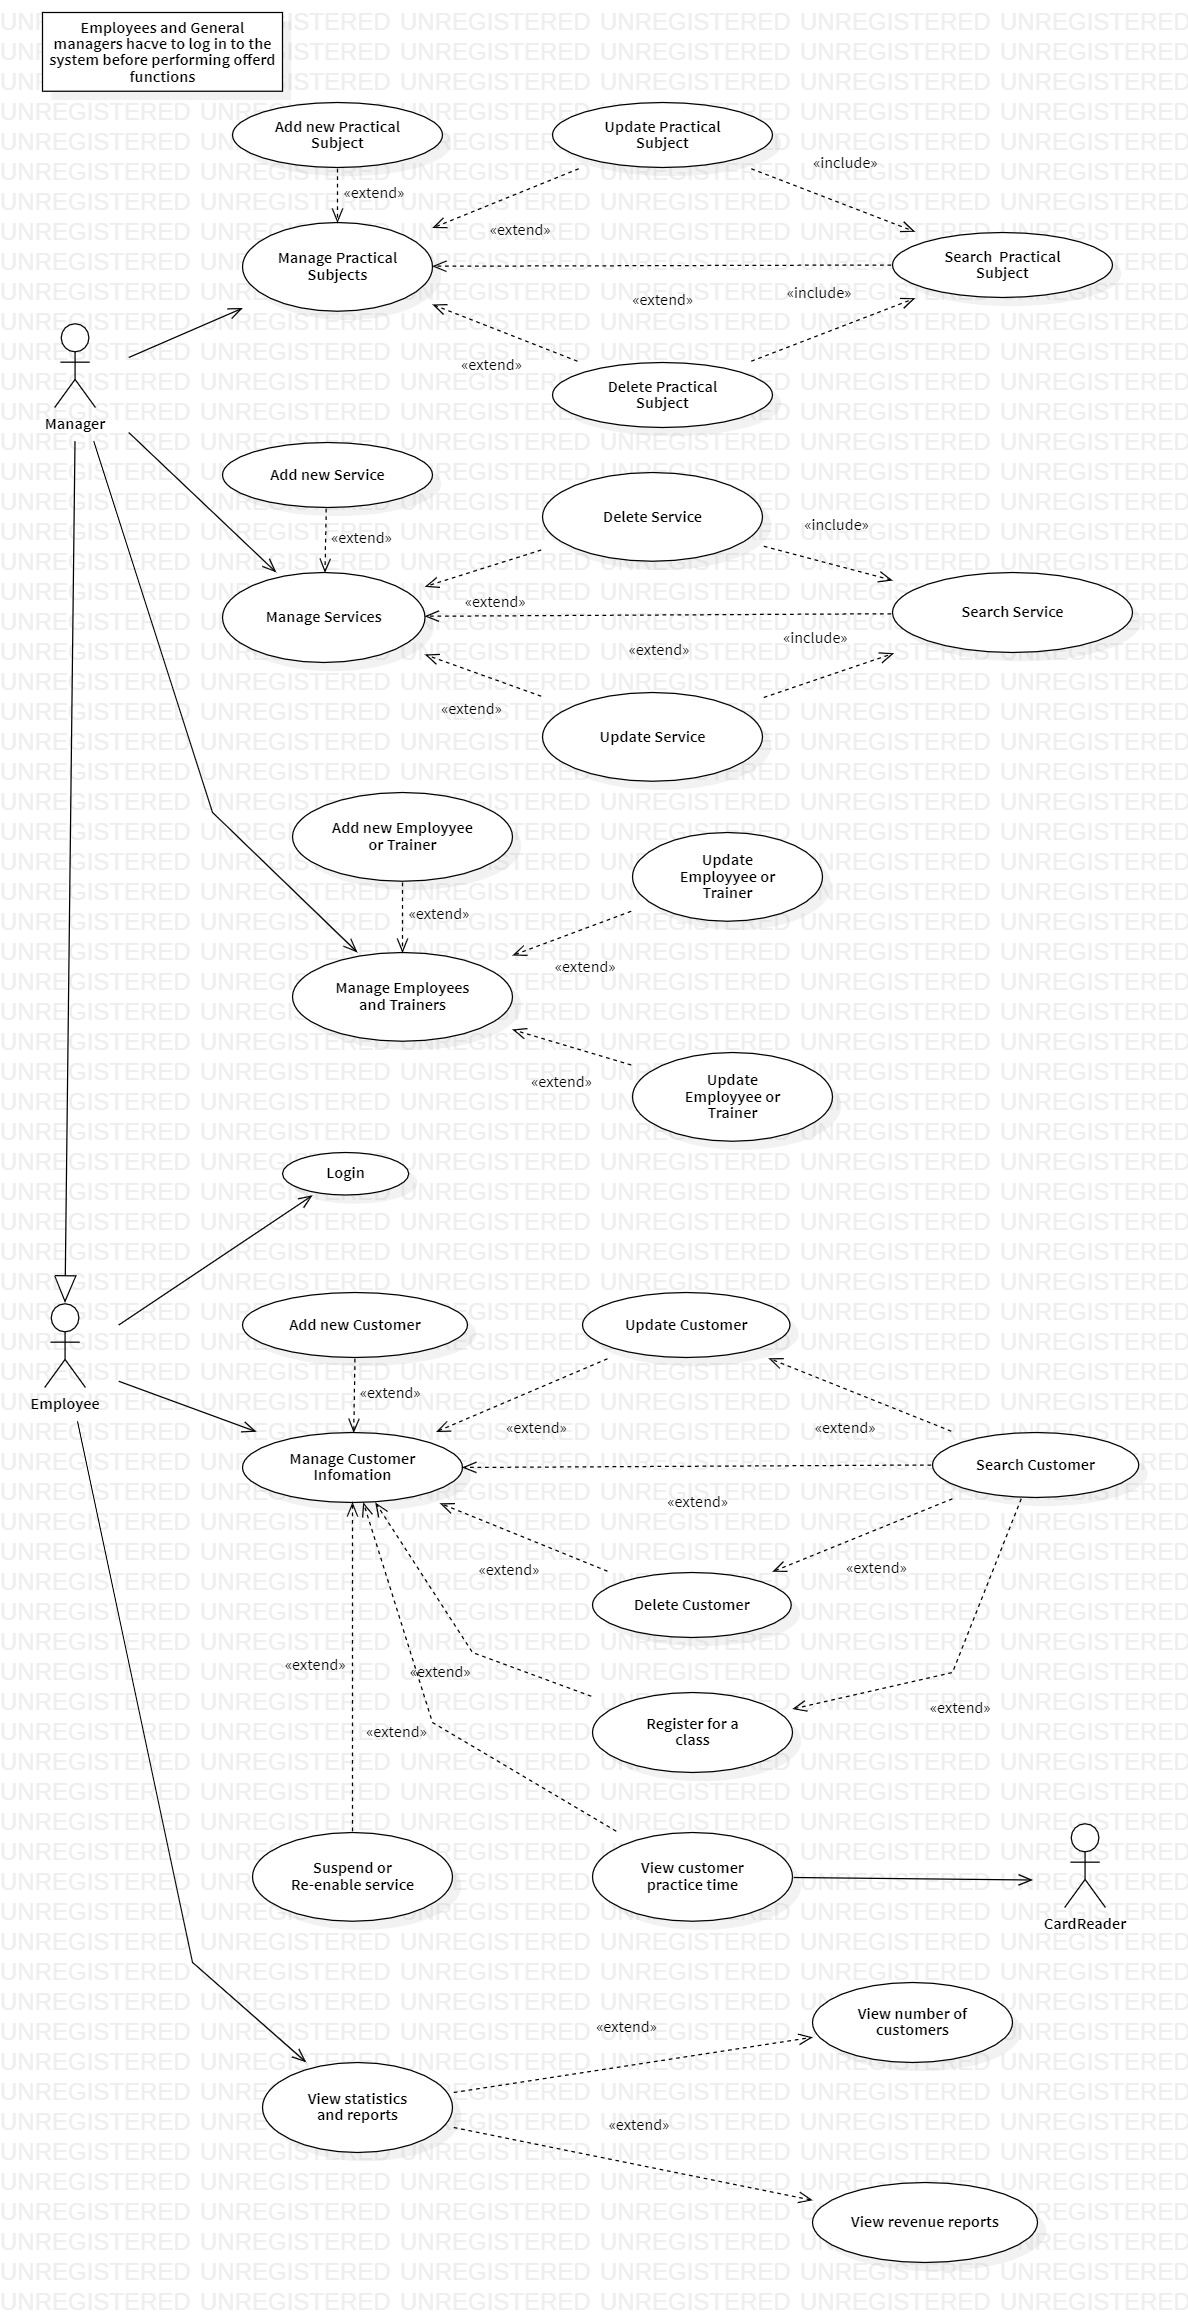 Employees and General
managers hacve to log in to the
system before performing offerd
functions
Add new Practical
Subject
Update Practical
Subject
«include»
«extend»
«extend»
Manage Practical
Subjects
Search  Practical
Subject
«extend»
«include»
«extend»
Delete Practical
Subject
Manager
Add new Service
Delete Service
«include»
«extend»
«extend»
Manage Services
Search Service
«include»
«extend»
«extend»
Update Service
Add new Employyee
or Trainer
Update
Employyee or
Trainer
«extend»
«extend»
Manage Employees
and Trainers
«extend»
Update
Employyee or
Trainer
Login
Add new Customer
Update Customer
Employee
«extend»
«extend»
«extend»
Manage Customer
Infomation
Search Customer
«extend»
«extend»
«extend»
Delete Customer
«extend»
«extend»
«extend»
Register for a
class
«extend»
Suspend or
Re-enable service
View customer
practice time
CardReader
View number of
customers
«extend»
View statistics
and reports
«extend»
View revenue reports
UNREGISTERED